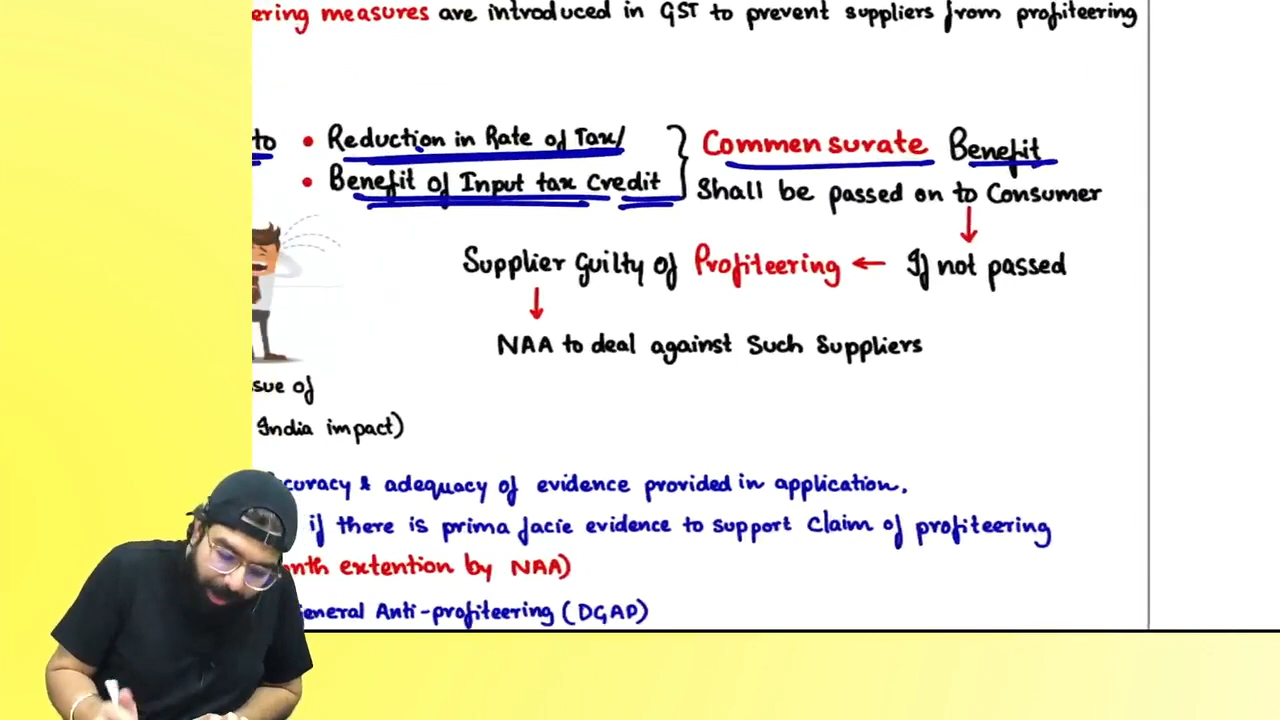 ering measures are introduced in GST to prevent suppliers from profiteering
to • Reduction in Rate of Tax/
• Benefit of Input tax Credit
Commensurate Benefit
Shall be passed on to Consumer
Supplier Guilty of Profiteering ← If not passed
NAA to deal against Such Suppliers
sue of
India impact)
curacy & adequacy of evidence provided in application.
if there is prima facie evidence to support Claim of profiteering
onth extention by NAA)
General Anti-profiteering (DGAP)